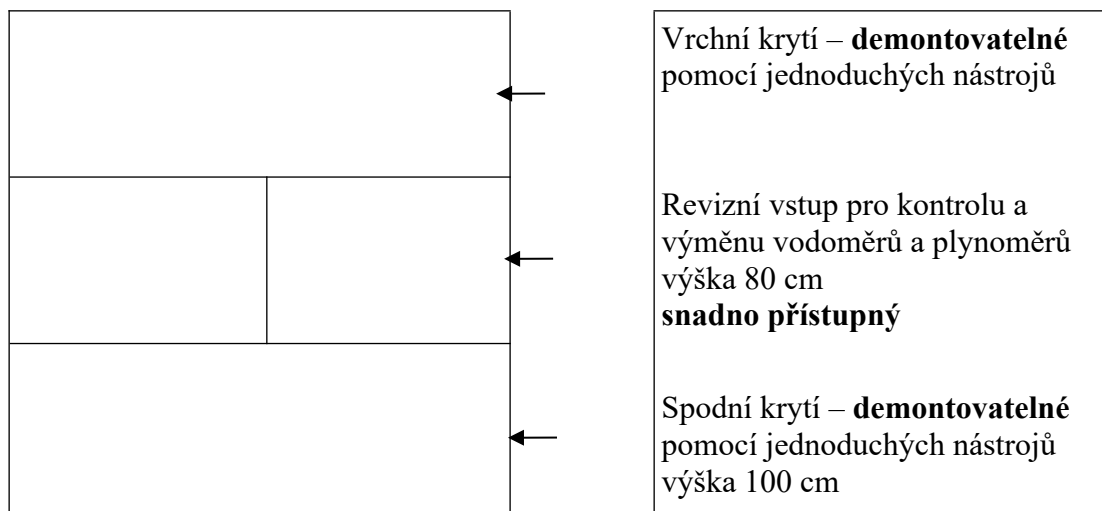 Vrchní krytí – demontovatelné
pomocí jednoduchých nástrojů
Revizní vstup pro kontrolu a
výměnu vodoměrů a plynoměrů
výška 80 cm
snadno přístupný
Spodní krytí – demontovatelné
pomocí jednoduchých nástrojů
výška 100 cm